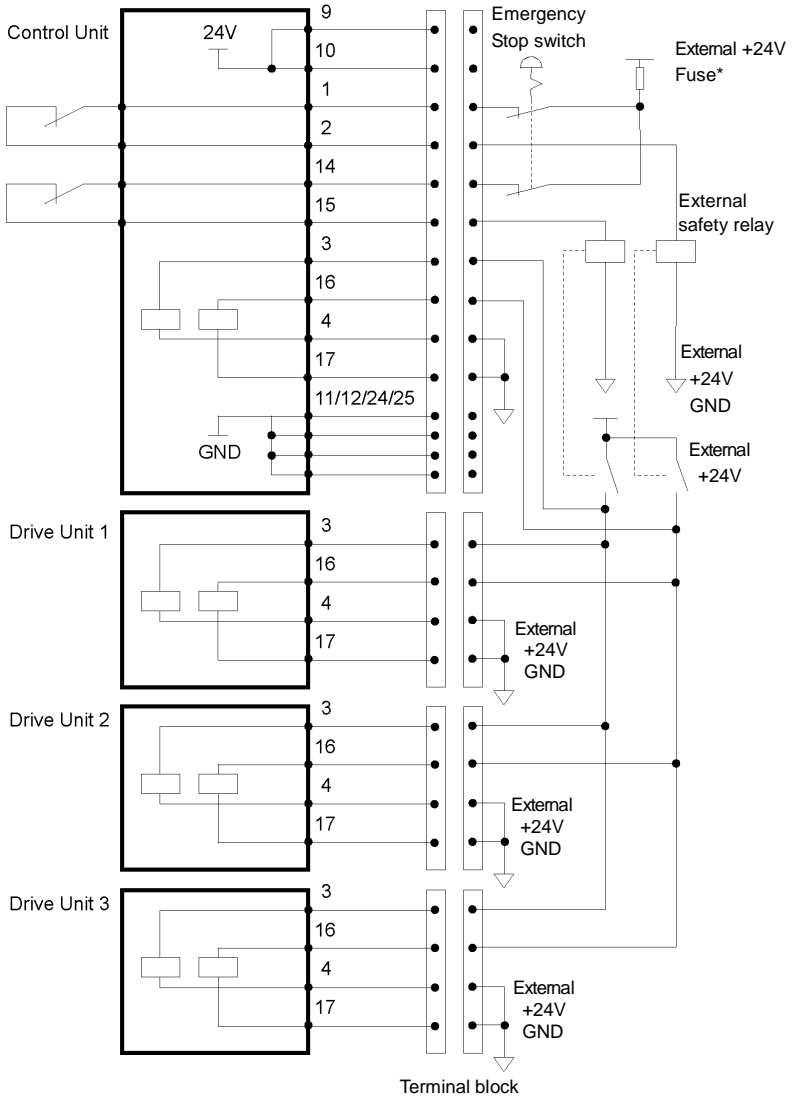 Control Unit
24V
9
10
1
2
14
15
3
16
4
17
11/12/24/25
GND
Emergency
Stop switch
External +24V
Fuse*
External
safety relay
External
+24V
GND
External
+24V
Drive Unit 1
3
16
4
17
External
+24V
GND
Drive Unit 2
3
16
4
17
External
+24V
GND
Drive Unit 3
3
16
4
17
External
+24V
GND
Terminal block